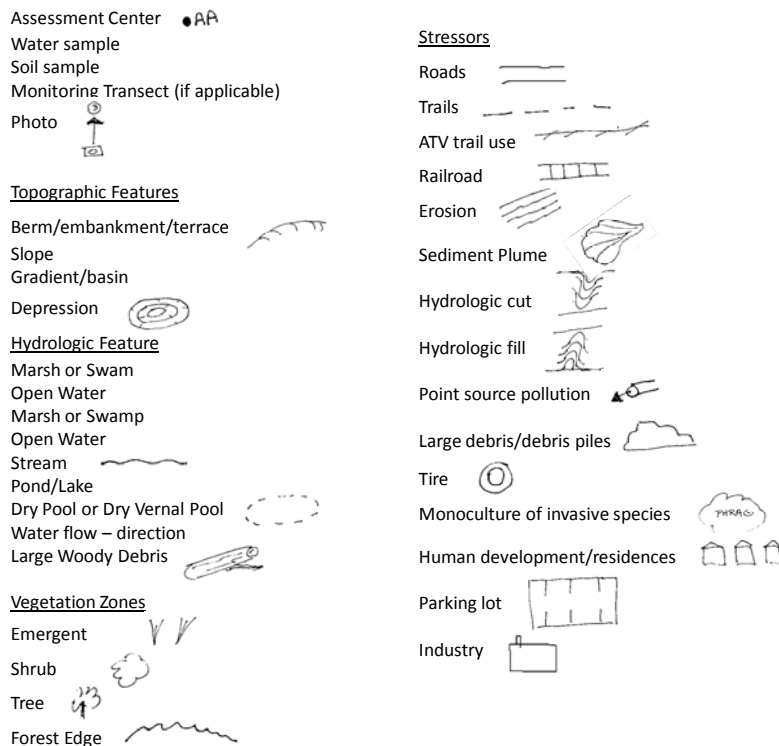 Assessment Center •AA
Water sample
Soil sample
Monitoring Transect (if applicable)
Photo
Topographic Features
Berm/embankment/terrace
Slope
Gradient/basin
Depression
Hydrologic Feature
Marsh or Swam
Open Water
Marsh or Swamp
Open Water
Stream
Pond/Lake
Dry Pool or Dry Vernal Pool
Water flow – direction
Large Woody Debris
Vegetation Zones
Emergent
Shrub
Tree
Forest Edge
Stressors
Roads
Trails
ATV trail use
Railroad
Erosion
Sediment Plume
Hydrologic cut
Hydrologic fill
Point source pollution
Large debris/debris piles
Tire
Monoculture of invasive species PHRAG
Human development/residences
Parking lot
Industry